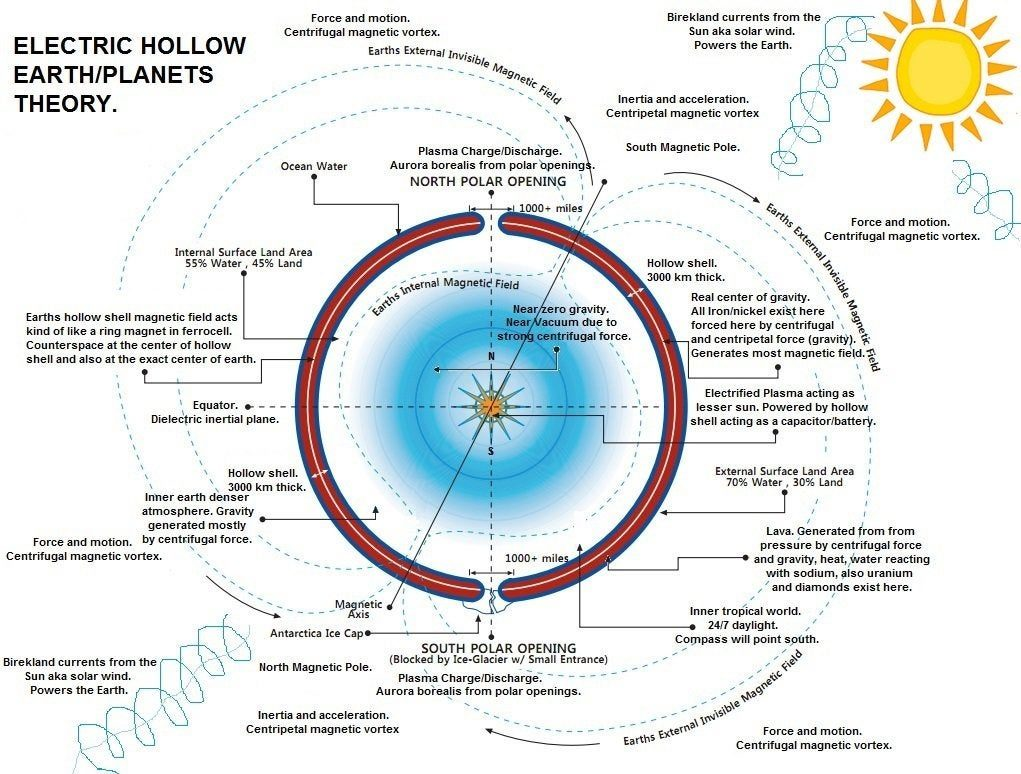 ELECTRIC HOLLOW
EARTH/PLANETS
THEORY.
Force and motion.
Centrifugal magnetic vortex.
Earths External Invisible Magnetic Field
Birekland currents from the
Sun aka solar wind.
Powers the Earth.
Inertia and acceleration.
Centripetal magnetic vortex
South Magnetic Pole.
Plasma Charge/Discharge.
Aurora borealis from polar openings.
NORTH POLAR OPENING
1000+ miles
Ocean Water
Earths External Invisible Magnetic Field
Force and motion.
Centrifugal magnetic vortex.
Internal Surface Land Area
55% Water , 45% Land
Hollow shell.
3000 km thick.
Earths Internal Magnetic Field
Near zero gravity.
Near Vacuum due to
strong centrifugal force.
Real center of gravity.
All Iron/nickel exist here
forced here by centrifugal
and centripetal force (gravity).
Generates most magnetic field.
Earths hollow shell magnetic field acts
kind of like a ring magnet in ferrocell.
Counterspace at the center of hollow
shell and also at the exact center of earth.
N
S
Electrified Plasma acting as
lesser sun. Powered by hollow
shell acting as a capacitor/battery.
Equator.
Dielectric inertial plane.
Hollow shell.
3000 km thick.
External Surface Land Area
70% Water , 30% Land
Inner earth denser
atmosphere. Gravity
generated mostly
by centrifugal force.
Force and motion.
Centrifugal magnetic vortex.
Lava. Generated from from
pressure by centrifugal force
and gravity, heat, water reacting
with sodium, also uranium
and diamonds exist here.
1000+ miles
Magnetic
Axis
Antarctica Ice Cap
Inner tropical world.
24/7 daylight.
Compass will point south.
SOUTH POLAR OPENING
(Blocked by Ice-Glacier w/ Small Entrance)
Plasma Charge/Discharge.
Aurora borealis from polar openings.
North Magnetic Pole.
Birekland currents from the
Sun aka solar wind.
Powers the Earth.
Inertia and acceleration.
Centripetal magnetic vortex
Earths External Invisible Magnetic Field
Force and motion.
Centrifugal magnetic vortex.